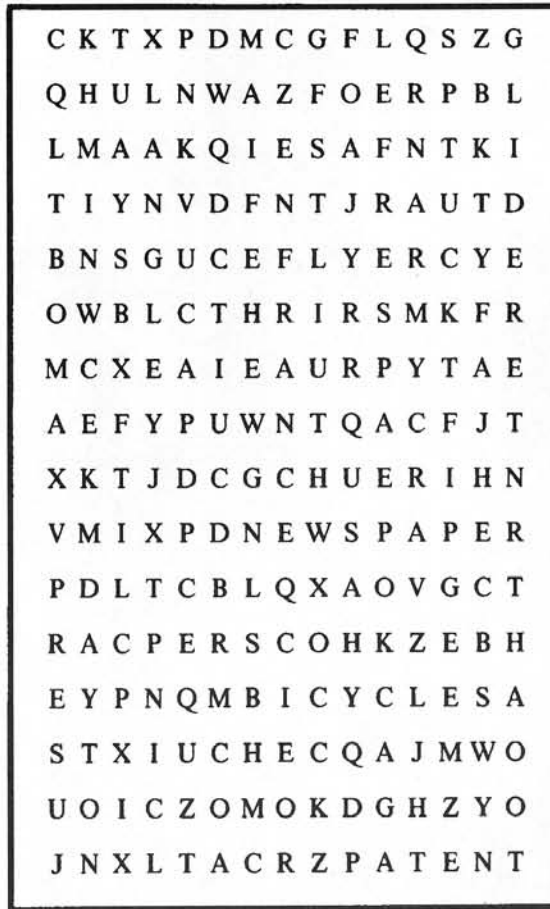 C K T X P D M C G F L Q S Z G
Q H U L N W A Z F O E R P B L
L M A A K Q I E S A F N T K I
T I Y N V D F N T J R A U T D
B N S G U C E F L Y E R C Y E
O W B L C T H R I R S M K F R
M C X E A I E A U R P Y T A E
A E F Y P U W N T Q A C F J T
X K T J D C G C H U E R I H N
V M I X P D N E W S P A P E R
P D L T C B L Q X A O V G C T
R A C P E R S C O H K Z E B H
E Y P N Q M B I C Y C L E S A
S T X I U C H E C Q A J M W O
U O I C Z O M O K D G H Z Y O
J N X L T A C R Z P A T E N T